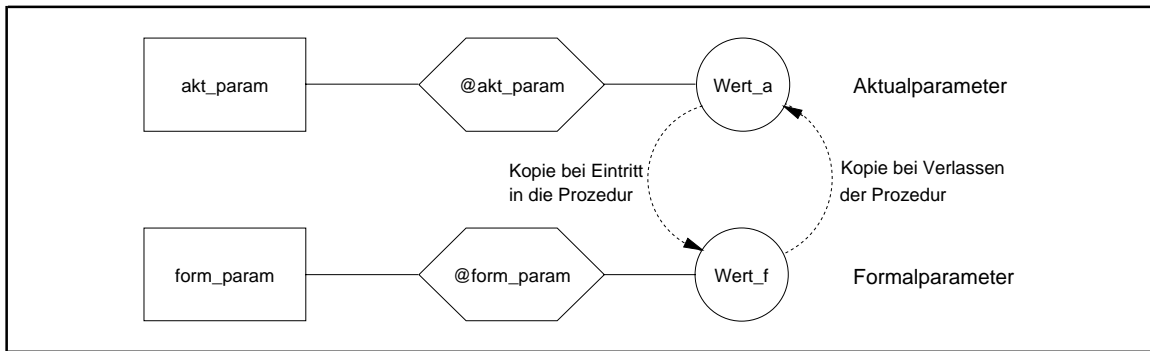 akt_param
@akt_param
Wert_a
Aktualparameter
Kopie bei Eintritt
in die Prozedur
Kopie bei Verlassen
der Prozedur
form_param
@form_param
Wert_f
Formalparameter